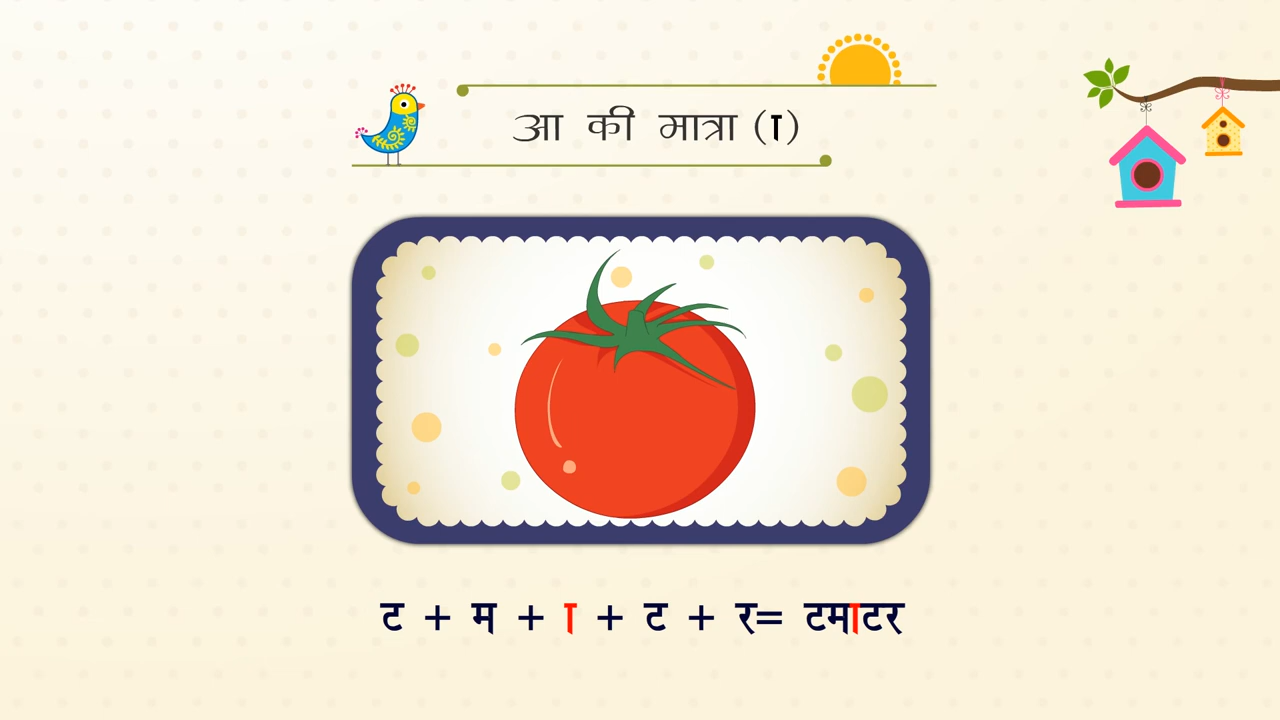 आ की मात्रा (ा)
ट + म + ा + ट + र= टमाटर